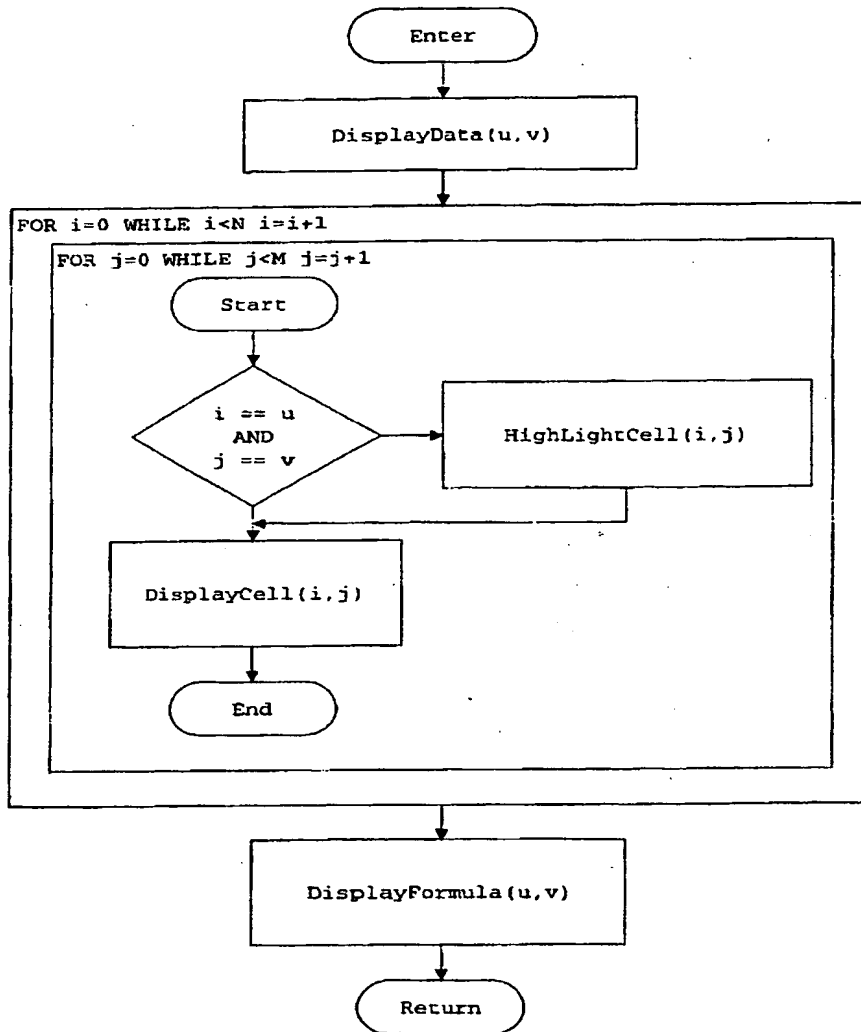 Enter
DisplayData(u,v)
FOR i=0 WHILE i<N i=i+1
FOR j=0 WHILE j<M j=j+1
Start
i == u
AND
j == v
HighLightCell(i,j)
DisplayCell(i,j)
End
DisplayFormula(u,v)
Return